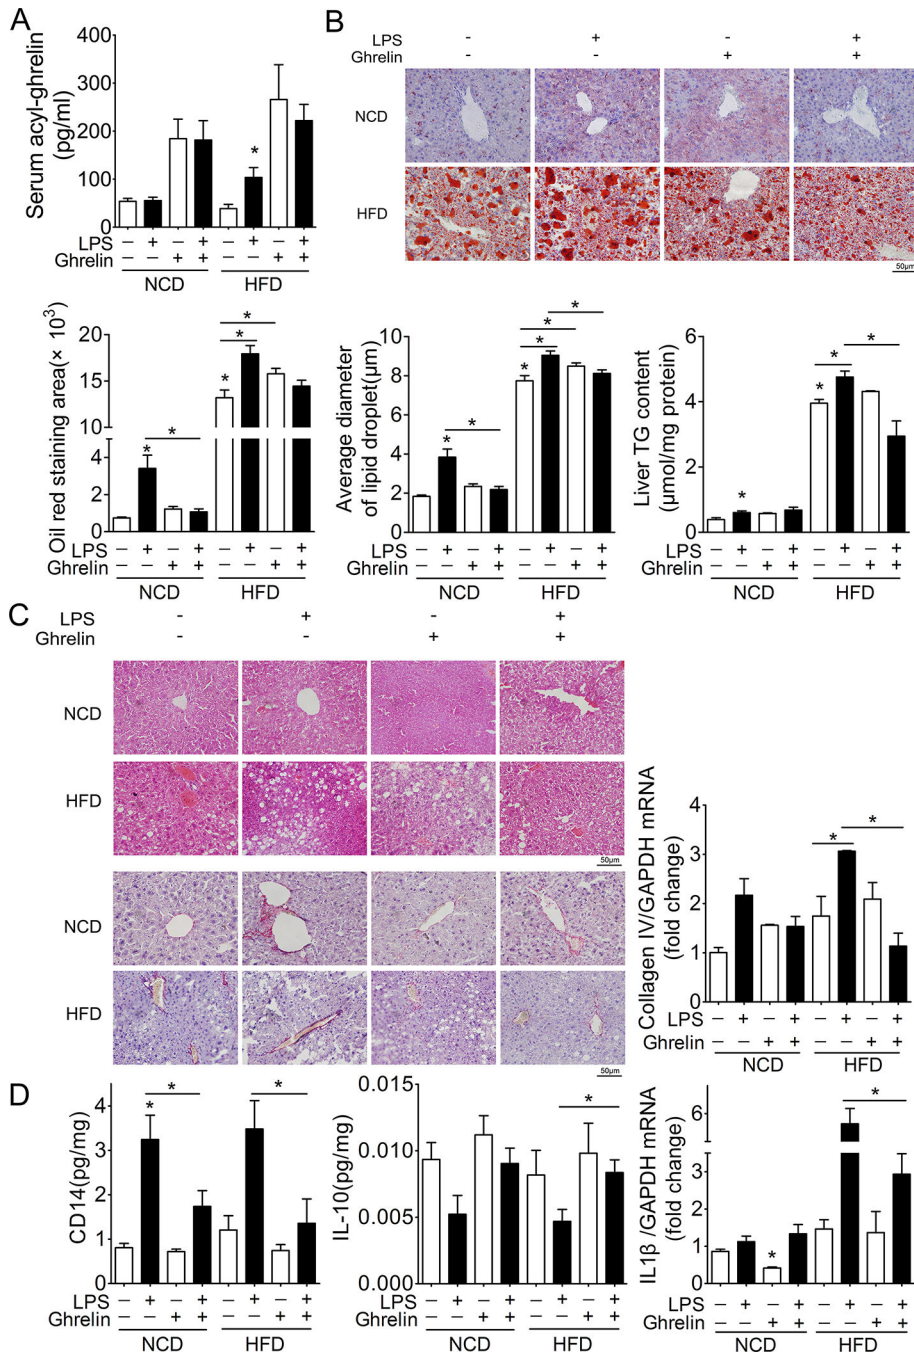 A
Serum acyl-ghrelin
(pg/ml)
400
300
200
100
0
*
LPS – + – + – + – +
Ghrelin – – + + – – + +
NCD HFD
B
LPS - + - +
Ghrelin - - + +
NCD
HFD
50μm
Oil red staining area(× 10³)
20
15
10
6
4
2
0
* * * * * *
LPS – + – + – + – +
Ghrelin – – + + – – + +
NCD HFD
Average diameter
of lipid droplet(μm)
10
8
6
4
2
0
* * * * * *
LPS – + – + – + – +
Ghrelin – – + + – – + +
NCD HFD
Liver TG content
(μmol/mg protein)
6
4
2
0
* * * *
LPS – + – + – + – +
Ghrelin – – + + – – + +
NCD HFD
C
LPS - + - +
Ghrelin - - + +
NCD
HFD
50μm
NCD
HFD
50μm
Collagen IV/GAPDH mRNA
(fold change)
4
3
2
1
0
* *
LPS – + – + – + – +
Ghrelin – – + + – – + +
NCD HFD
D
CD14(pg/mg)
4
3
2
1
0
* * *
LPS – + – + – + – +
Ghrelin – – + + – – + +
NCD HFD
IL-10(pg/mg)
0.015
0.010
0.005
0.000
*
LPS – + – + – + – +
Ghrelin – – + + – – + +
NCD HFD
IL1β /GAPDH mRNA
(fold change)
6
4
3
2
1
0
* *
LPS – + – + – + – +
Ghrelin – – + + – – + +
NCD HFD